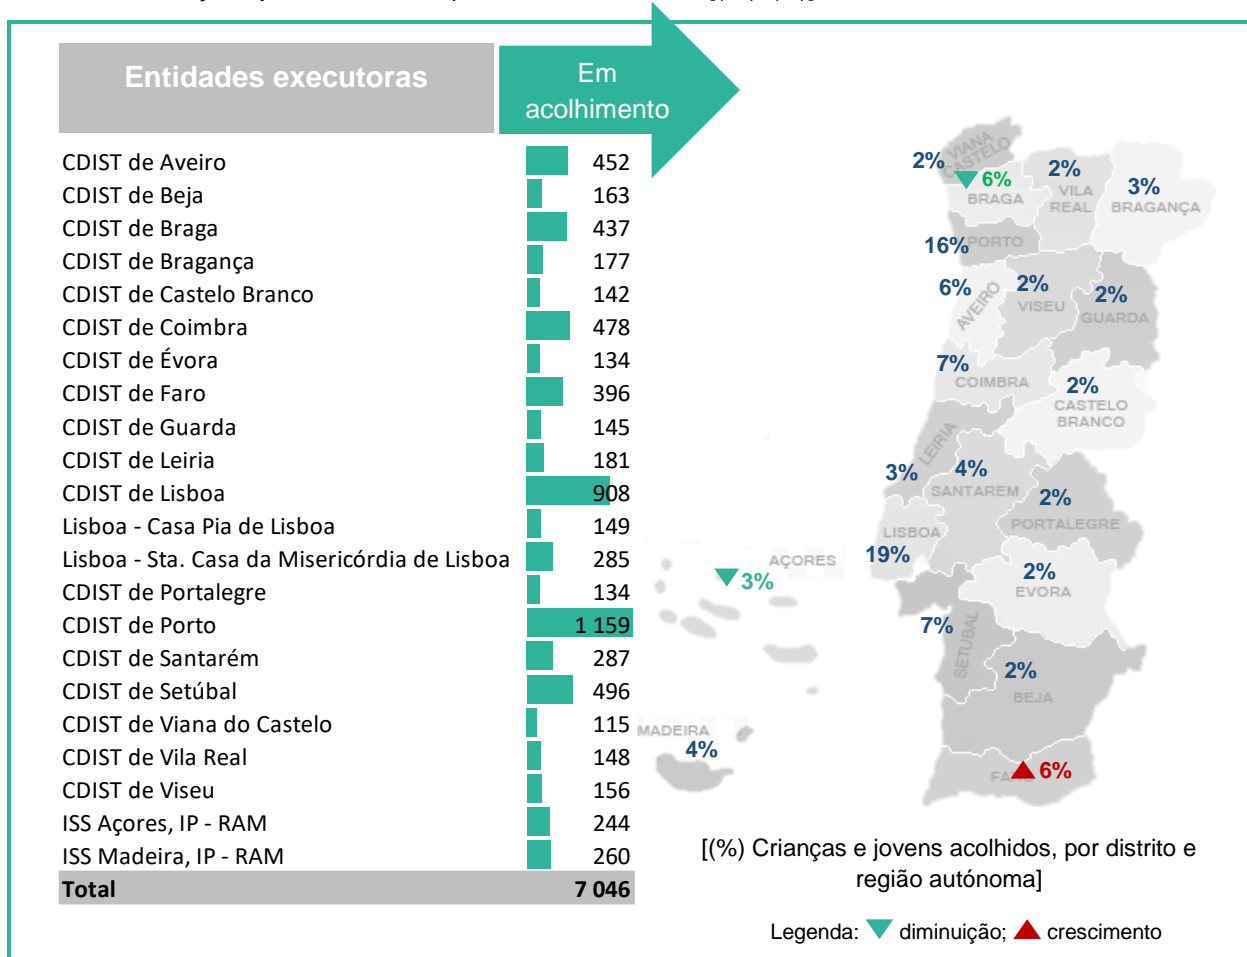 Entidades executoras
Em
acolhimento
CDIST de Aveiro 452
CDIST de Beja 163
CDIST de Braga 437
CDIST de Bragança 177
CDIST de Castelo Branco 142
CDIST de Coimbra 478
CDIST de Évora 134
CDIST de Faro 396
CDIST de Guarda 145
CDIST de Leiria 181
CDIST de Lisboa 908
Lisboa - Casa Pia de Lisboa 149
Lisboa - Sta. Casa da Misericórdia de Lisboa 285
CDIST de Portalegre 134
CDIST de Porto 1 159
CDIST de Santarém 287
CDIST de Setúbal 496
CDIST de Viana do Castelo 115
CDIST de Vila Real 148
CDIST de Viseu 156
ISS Açores, IP - RAM 244
ISS Madeira, IP - RAM 260
Total 7 046
2%
VIANA
CASTELO
6%
BRAGA
2%
VILA
REAL
3%
BRAGANÇA
16%
PORTO
6%
AVEIRO
2%
VISEU
2%
GUARDA
7%
COIMBRA
2%
CASTELO
BRANCO
LEIRIA
3%
4%
SANTAREM
2%
PORTALEGRE
LISBOA
19%
AÇORES
3%
2%
EVORA
7%
SETUBAL
2%
BEJA
MADEIRA
4%
6%
[(%) Crianças e jovens acolhidos, por distrito e
região autónoma]
Legenda: diminuição; crescimento